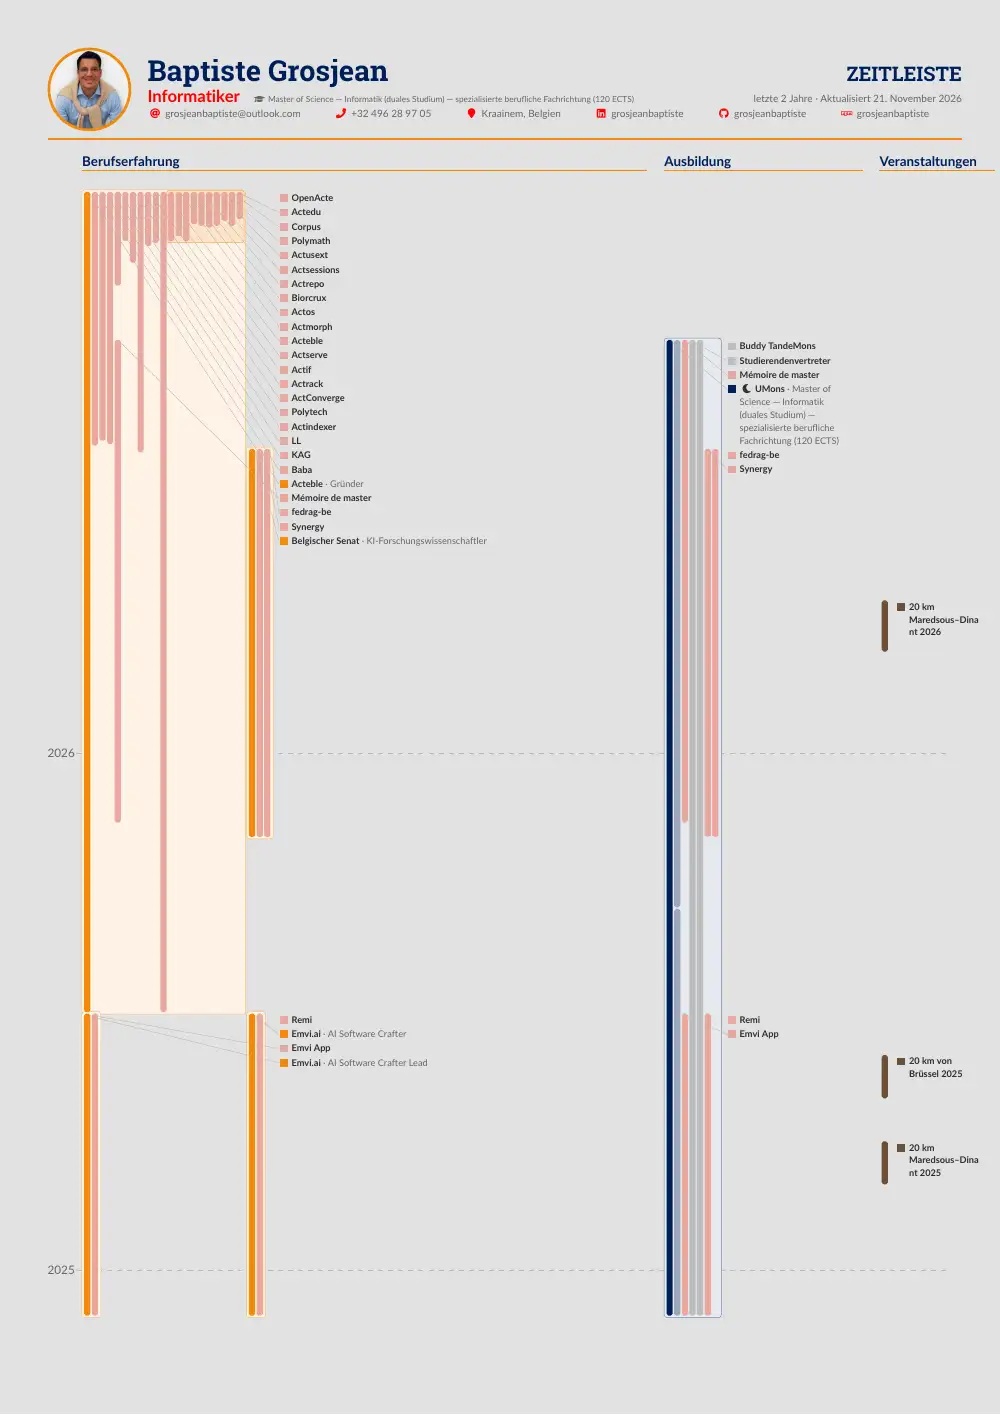 Baptiste Grosjean
ZEITLEISTE
Informatiker
Master of Science — Informatik (duales Studium) — spezialisierte berufliche Fachrichtung (120 ECTS)
letzte 2 Jahre · Aktualisiert 21. November 2026
grosjeanbaptiste@outlook.com
+32 496 28 97 05
Kraainem, Belgien
grosjeanbaptiste
grosjeanbaptiste
grosjeanbaptiste
Berufserfahrung
Ausbildung
Veranstaltungen
OpenActe
Actedu
Corpus
Polymath
Actusext
Actsessions
Actrepo
Biorcrux
Actos
Actmorph
Acteble
Actserve
Actif
Actrack
ActConverge
Polytech
Actindexer
LL
KAG
Baba
Acteble · Gründer
Mémoire de master
fedrag-be
Synergy
Belgischer Senat · KI-Forschungswissenschaftler
Buddy TandeMons
Studierendenvertreter
Mémoire de master
UMons · Master of
Science — Informatik
(duales Studium) —
spezialisierte berufliche
Fachrichtung (120 ECTS)
fedrag-be
Synergy
20 km
Maredsous–Dina
nt 2026
2026
Remi
Emvi.ai · AI Software Crafter
Emvi App
Emvi.ai · AI Software Crafter Lead
Remi
Emvi App
20 km von
Brüssel 2025
20 km
Maredsous–Dina
nt 2025
2025